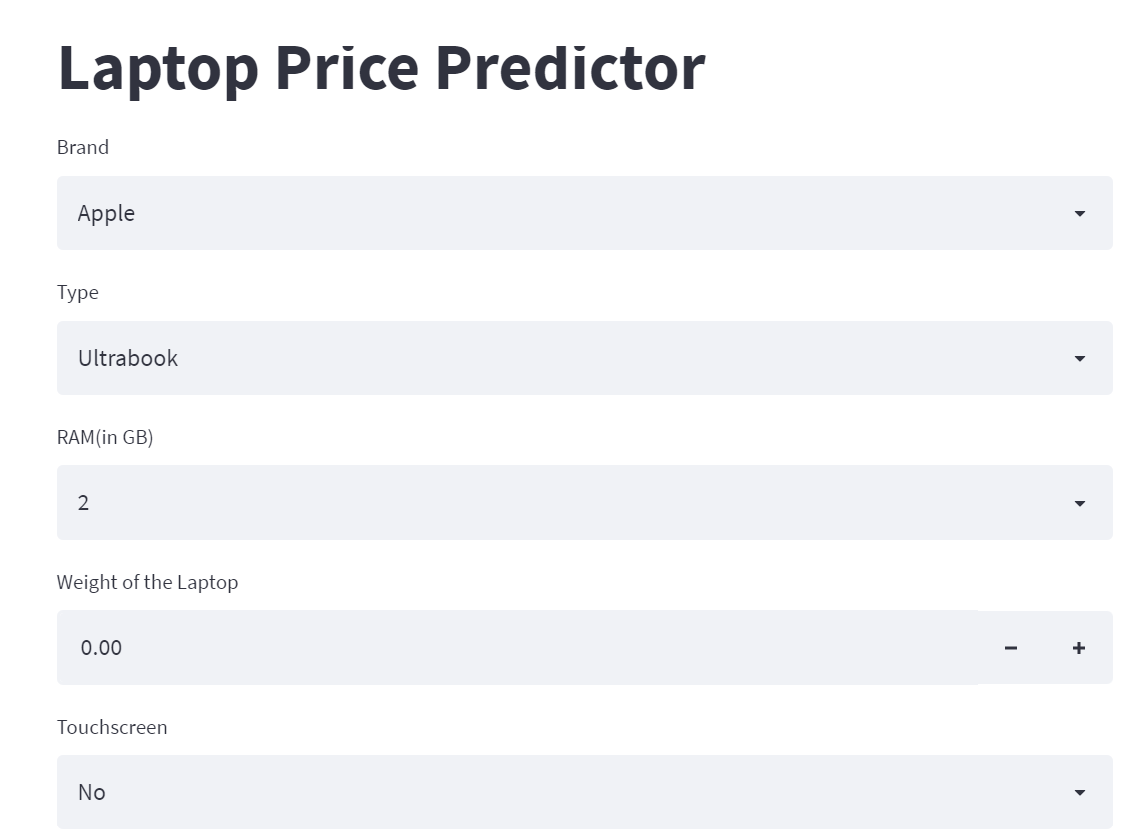 Laptop Price Predictor
Brand
Apple
Type
Ultrabook
RAM(in GB)
2
Weight of the Laptop
0.00
Touchscreen
No